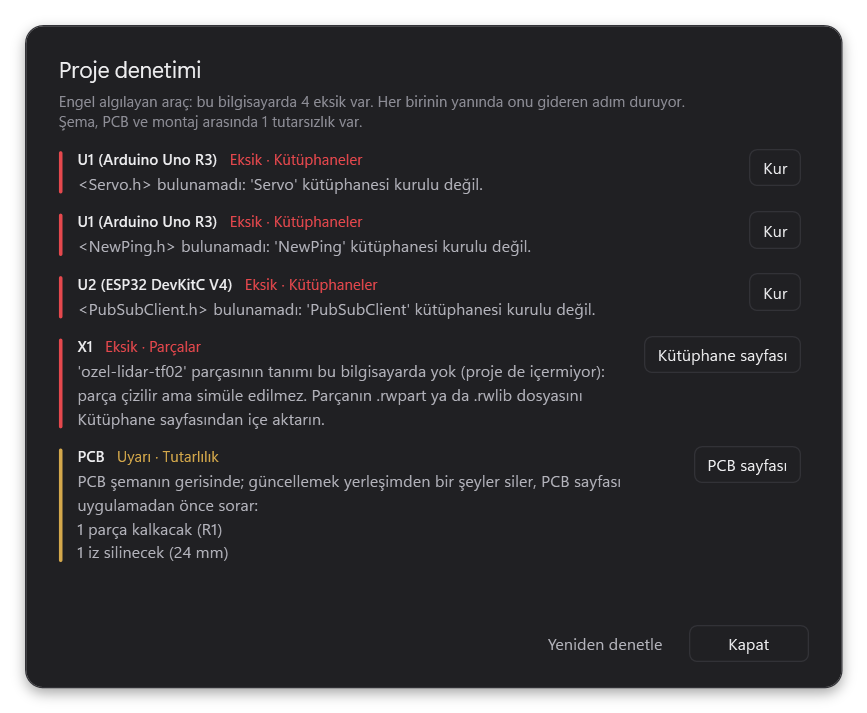 Proje denetimi
Engel algılayan araç: bu bilgisayarda 4 eksik var. Her birinin yanında onu gideren adım duruyor.
Şema, PCB ve montaj arasında 1 tutarsızlık var.
U1 (Arduino Uno R3) Eksik · Kütüphaneler
<Servo.h> bulunamadı: 'Servo' kütüphanesi kurulu değil.
Kur
U1 (Arduino Uno R3) Eksik · Kütüphaneler
<NewPing.h> bulunamadı: 'NewPing' kütüphanesi kurulu değil.
Kur
U2 (ESP32 DevKitC V4) Eksik · Kütüphaneler
<PubSubClient.h> bulunamadı: 'PubSubClient' kütüphanesi kurulu değil.
Kur
X1 Eksik · Parçalar
'ozel-lidar-tf02' parçasının tanımı bu bilgisayarda yok (proje de içermiyor):
parça çizilir ama simüle edilmez. Parçanın .rwpart ya da .rwlib dosyasını
Kütüphane sayfasından içe aktarın.
Kütüphane sayfası
PCB Uyarı · Tutarlılık
PCB şemanın gerisinde; güncellemek yerleşimden bir şeyler siler, PCB sayfası
uygulamadan önce sorar:
1 parça kalkacak (R1)
1 iz silinecek (24 mm)
PCB sayfası
Yeniden denetle
Kapat